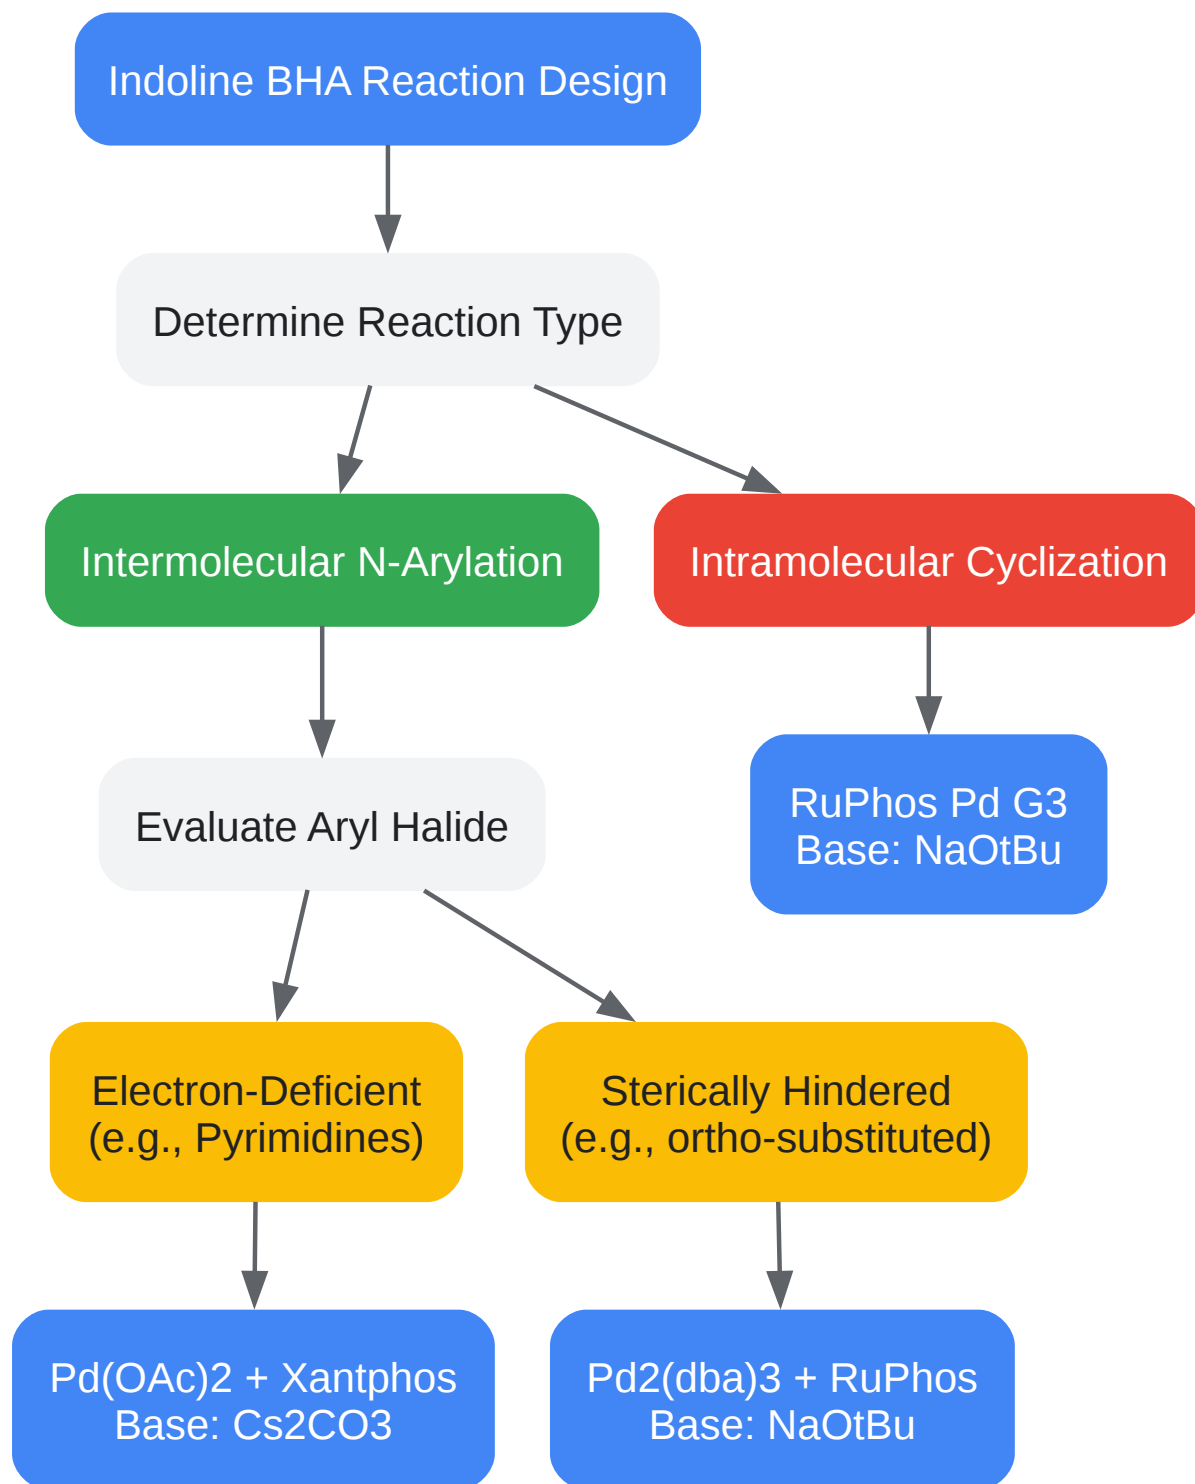 Indoline BHA Reaction Design
Determine Reaction Type
Intermolecular N-Arylation
Intramolecular Cyclization
RuPhos Pd G3
Base: NaOtBu
Evaluate Aryl Halide
Electron-Deficient
(e.g., Pyrimidines)
Sterically Hindered
(e.g., ortho-substituted)
Pd(OAc)2 + Xantphos
Base: Cs2CO3
Pd2(dba)3 + RuPhos
Base: NaOtBu